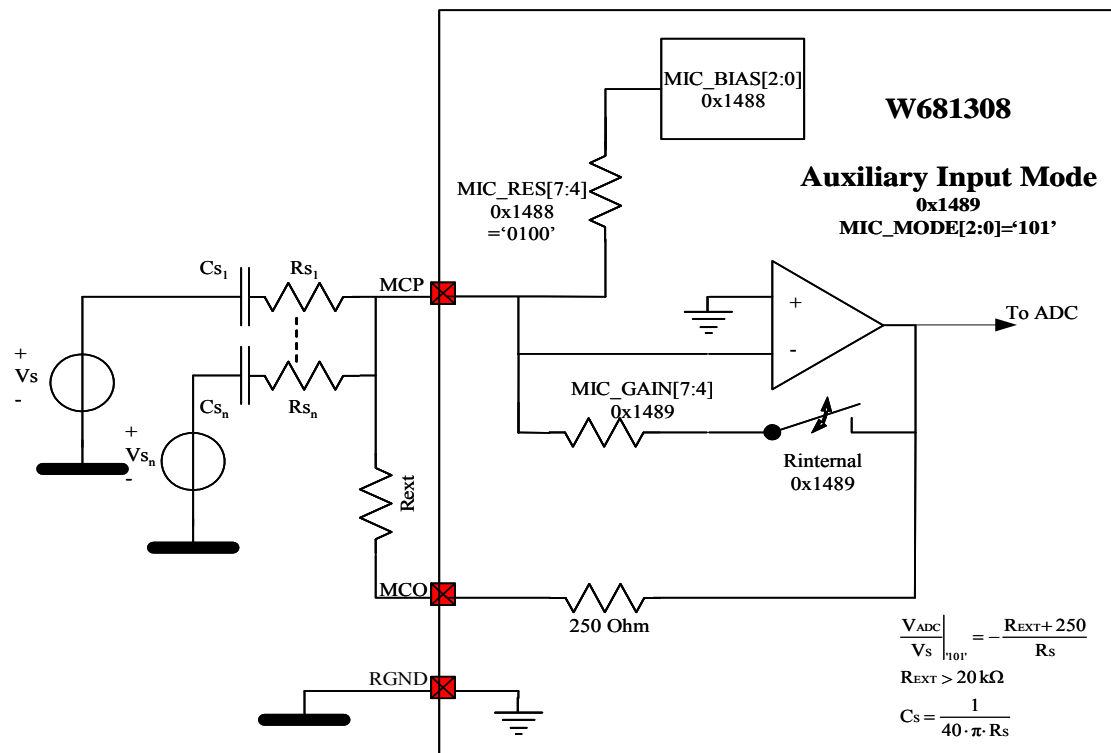 MIC_BIAS[2:0]
0x1488
W681308
Auxiliary Input Mode
0x1489
MIC_MODE[2:0]=‘101’
MIC_RES[7:4]
0x1488
=‘0100’
Cs1
Rs1
MCP
+
Vs
-
Csn
Rsn
+
Vsn
-
+
-
To ADC
MIC_GAIN[7:4]
0x1489
Rinternal
0x1489
Rext
MCO
250 Ohm
RGND
VADC/Vs|'101' = - (REXT + 250)/Rs
REXT > 20 kΩ
Cs = 1/(40 · π · Rs)